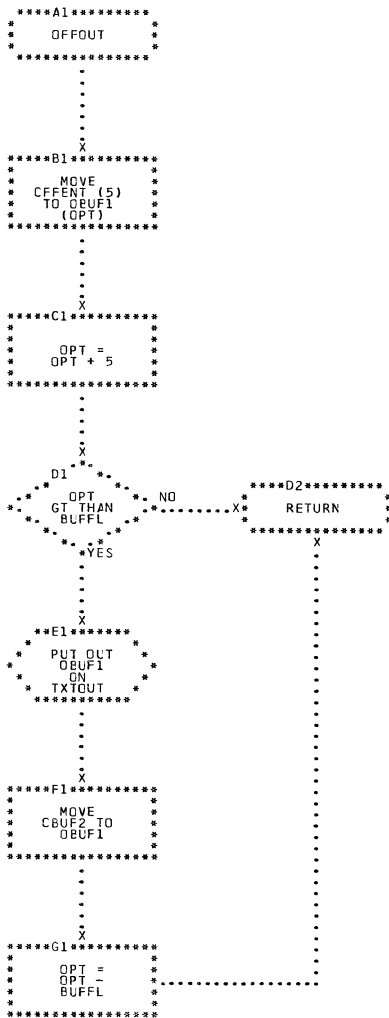 A1
OFFOUT
B1
MOVE
CFFENT (5)
TO OBUF1
(OPT)
C1
OPT =
OPT + 5
D1
OPT
GT THAN
BUFFL
NO
D2
RETURN
YES
E1
PUT OUT
OBUF1
ON
TXTOUT
F1
MOVE
CBUF2 TO
OBUF1
G1
OPT =
OPT -
BUFFL